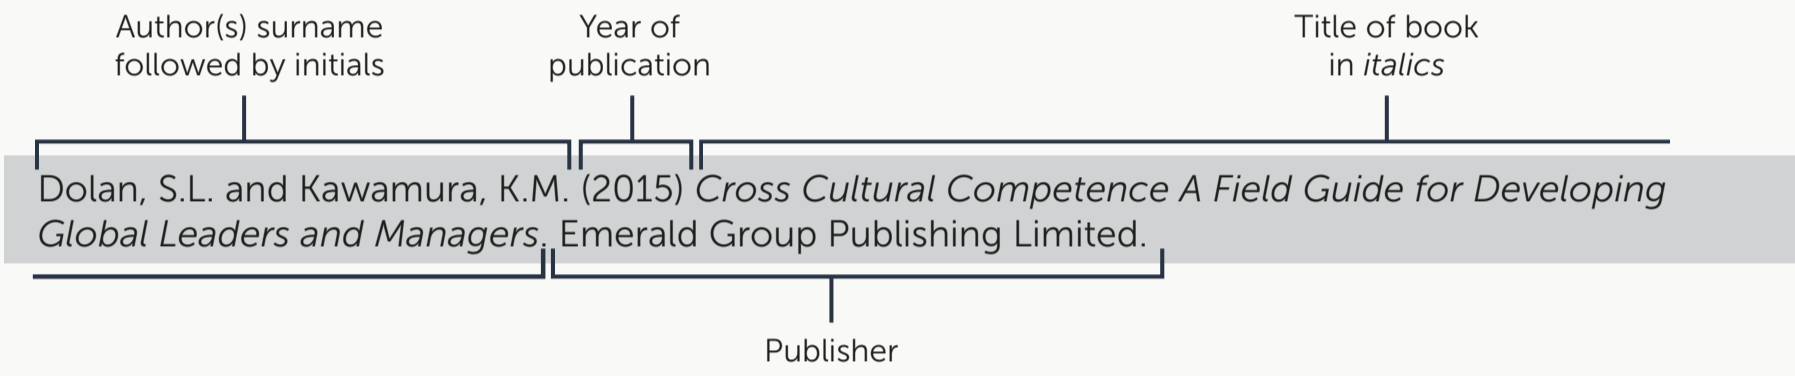 Author(s) surname
followed by initials
Year of
publication
Title of book
in italics
Dolan, S.L. and Kawamura, K.M. (2015) Cross Cultural Competence A Field Guide for Developing
Global Leaders and Managers. Emerald Group Publishing Limited.
Publisher